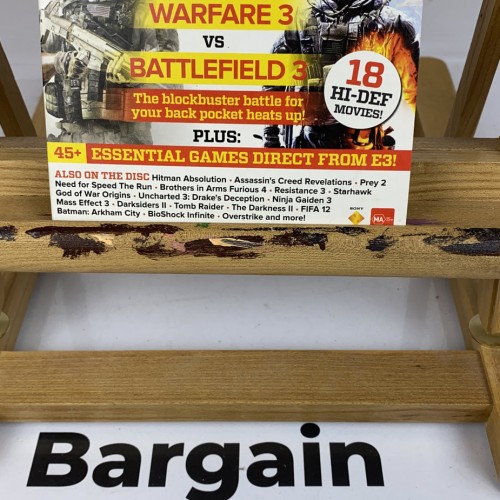 WARFARE 3
VS
BATTLEFIELD 3
18
HI-DEF
MOVIES!
The blockbuster battle for
your back pocket heats up!
PLUS:
45+ ESSENTIAL GAMES DIRECT FROM E3!
ALSO ON THE DISC Hitman Absolution • Assassin's Creed Revelations • Prey 2
Need for Speed The Run • Brothers in Arms Furious 4 • Resistance 3 • Starhawk
God of War Origins • Uncharted 3: Drake's Deception • Ninja Gaiden 3
Mass Effect 3 • Darksiders II • Tomb Raider • The Darkness II • FIFA 12
Batman: Arkham City • BioShock Infinite • Overstrike and more!
SONY
MA
Bargain